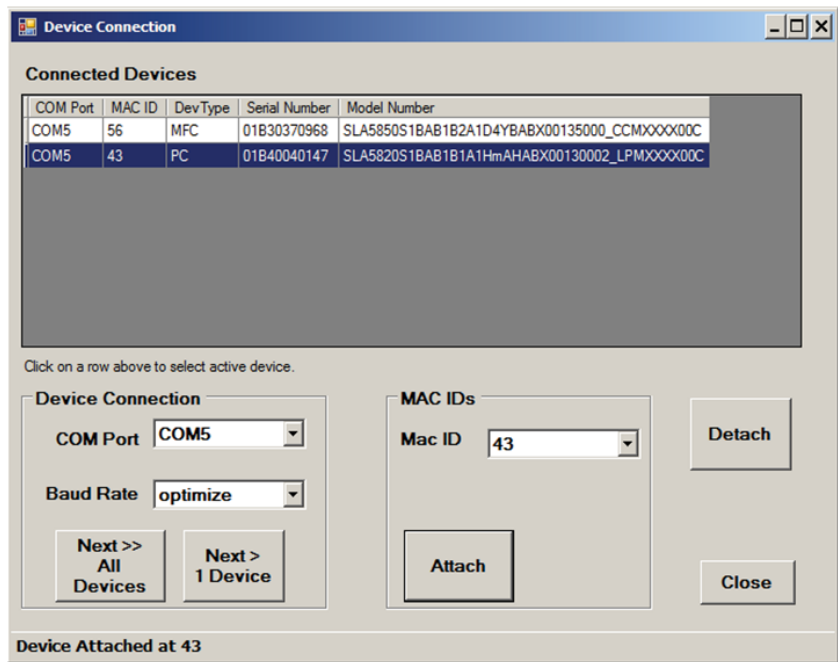 Device Connection
Connected Devices
COM Port MAC ID DevType Serial Number Model Number
COM5 56 MFC 01B30370968 SLA5850S1BAB1B2A1D4YBABX00135000_CCMXXXX00C
COM5 43 PC 01B40040147 SLA5820S1BAB1B1A1HmAHABX00130002_LPMXXXX00C
Click on a row above to select active device.
Device Connection
COM Port COM5
Baud Rate optimize
Next >>
All
Devices
Next >
1 Device
MAC IDs
Mac ID 43
Attach
Detach
Close
Device Attached at 43